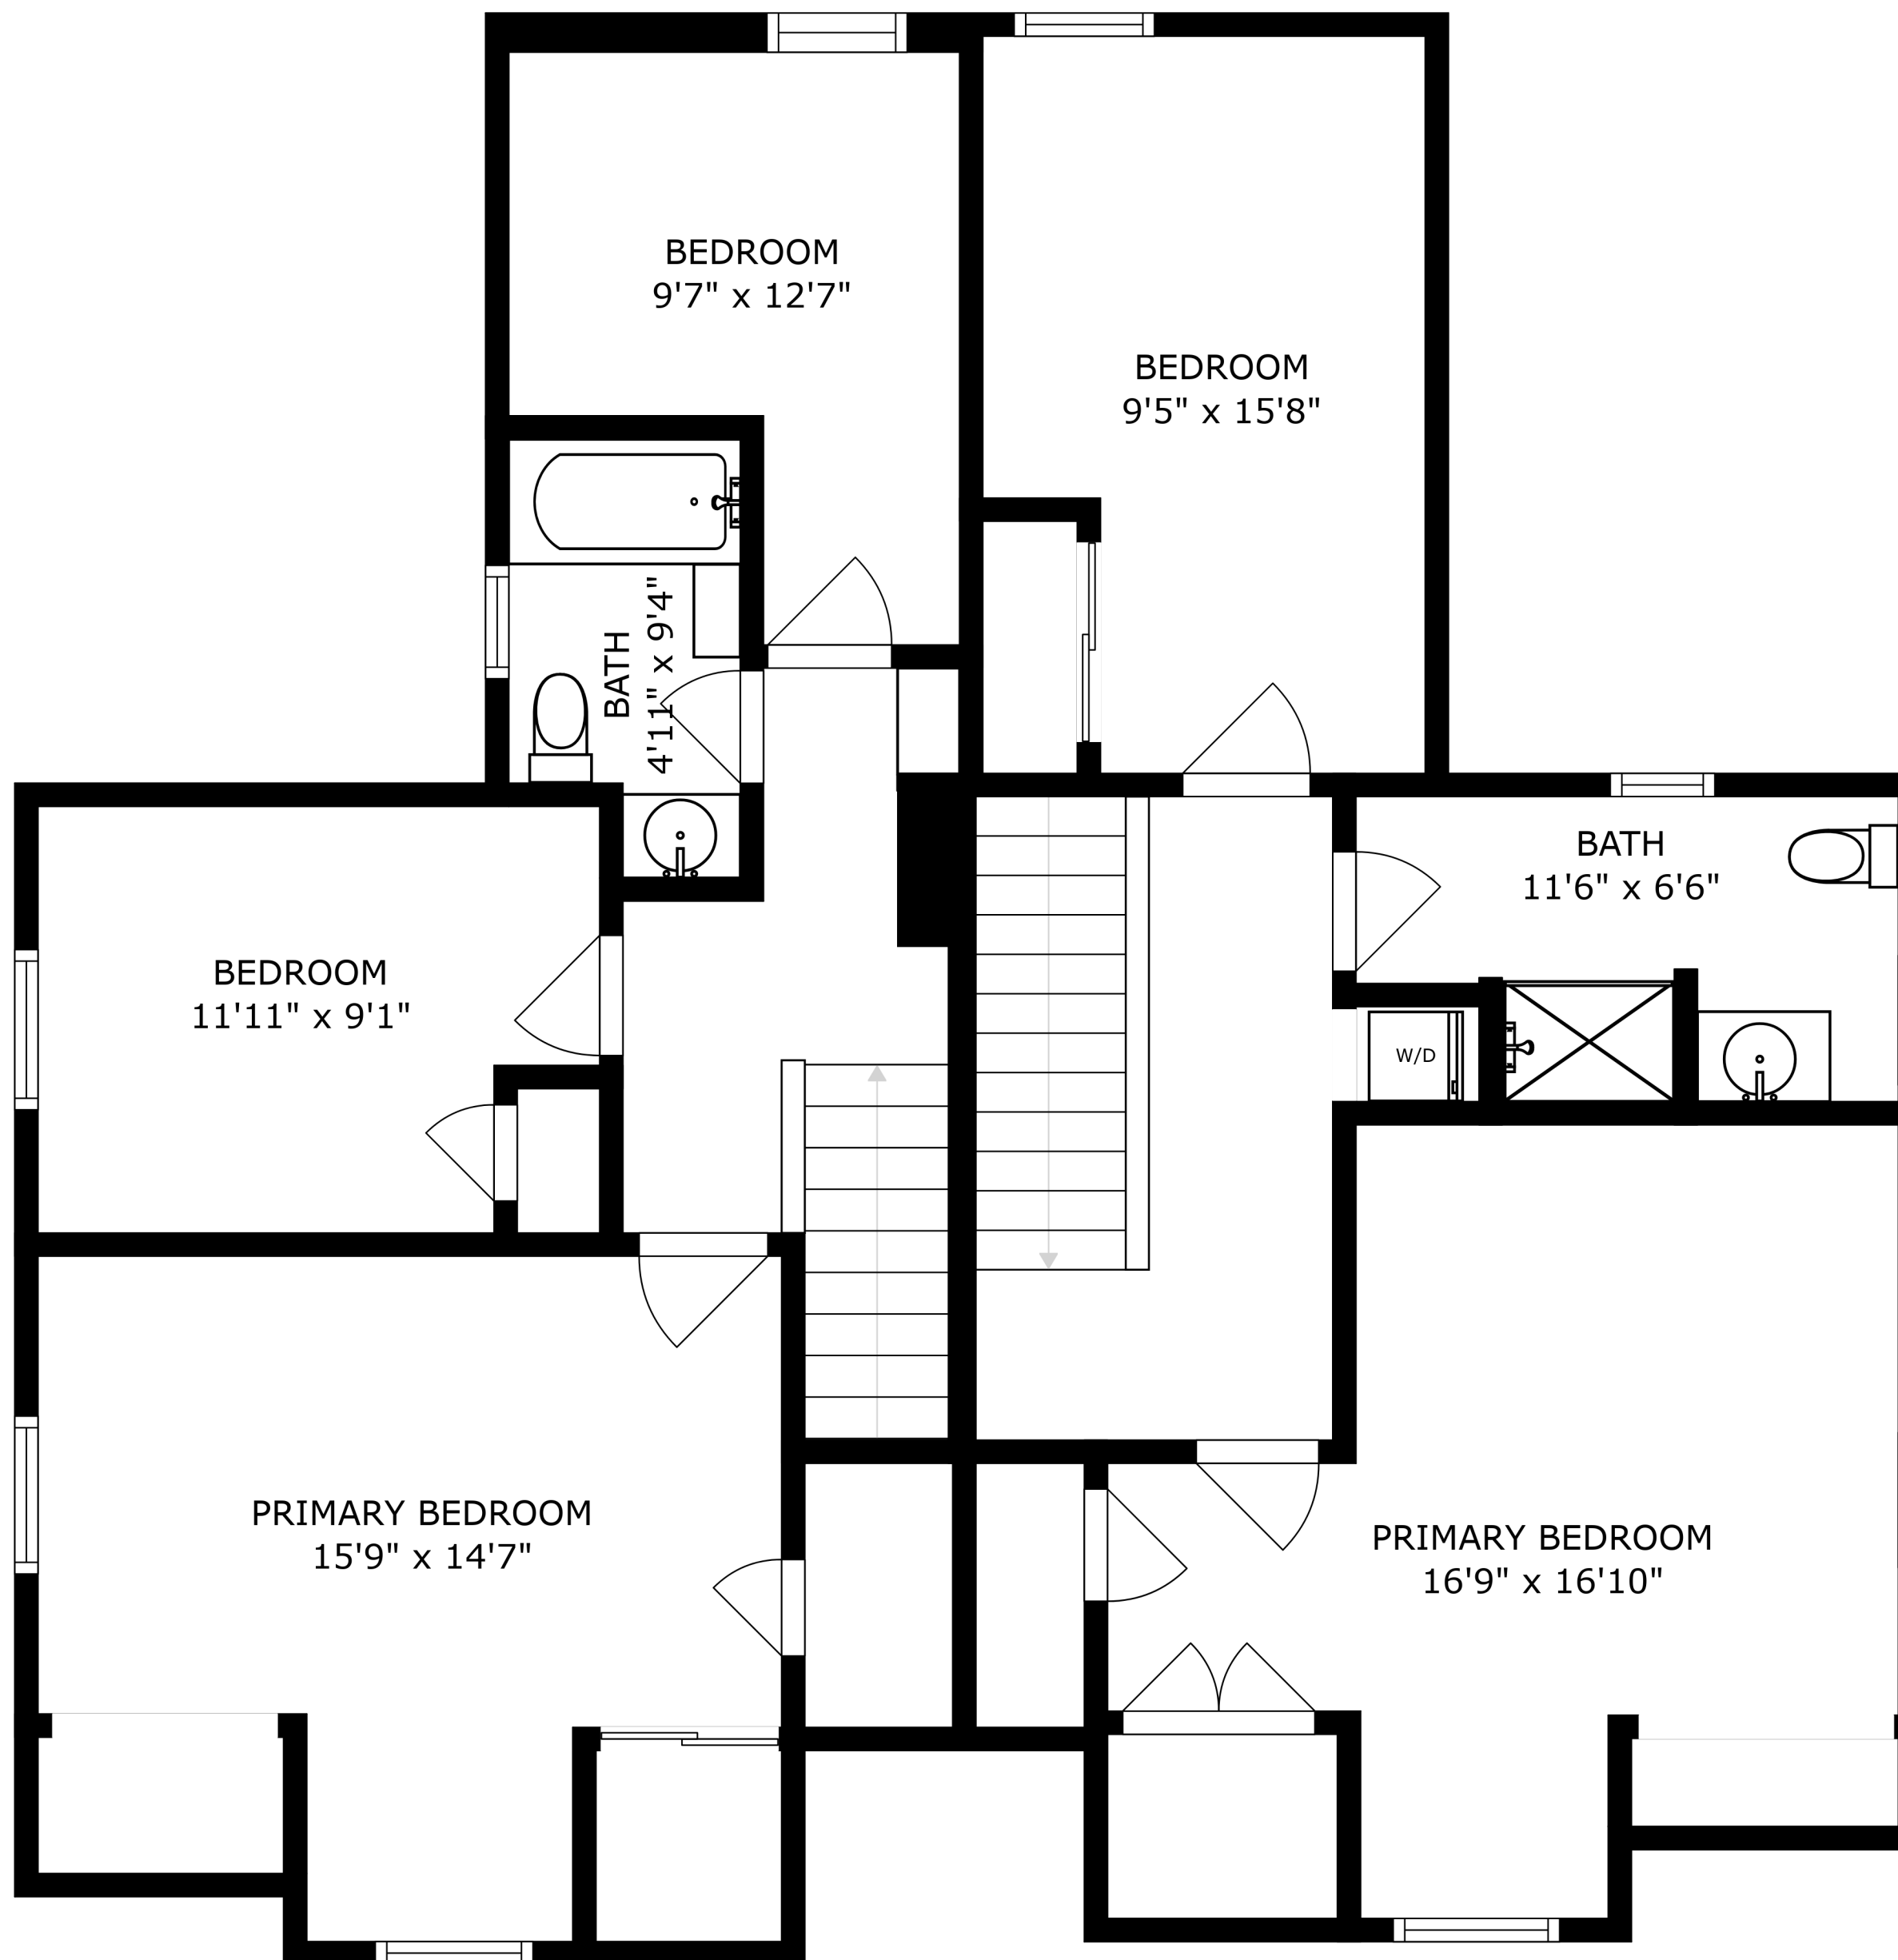 BEDROOM
9'7" x 12'7"
BEDROOM
9'5" x 15'8"
BATH
4'11" x 9'4"
BATH
11'6" x 6'6"
BEDROOM
11'11" x 9'1"
W/D
PRIMARY BEDROOM
15'9" x 14'7"
PRIMARY BEDROOM
16'9" x 16'10"